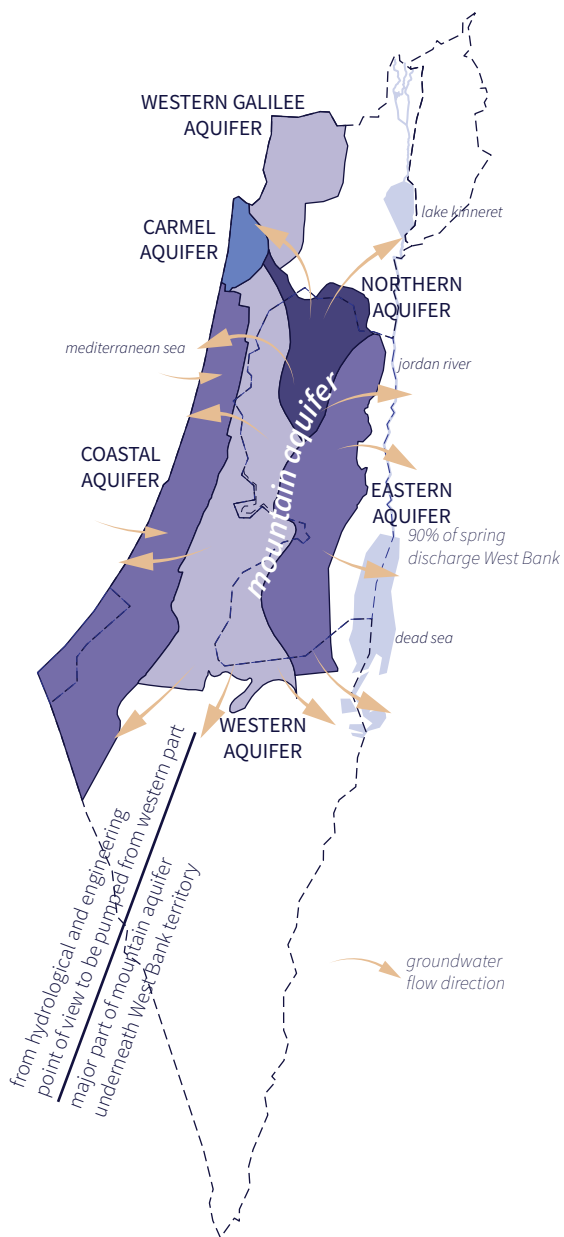 WESTERN GALILEE
AQUIFER
lake kinneret
CARMEL
AQUIFER
NORTHERN
AQUIFER
mediterranean sea
jordan river
mountain aquifer
COASTAL
AQUIFER
EASTERN
AQUIFER
90% of spring
discharge West Bank
dead sea
WESTERN
AQUIFER
from hydrological and engineering
point of view to be pumped from western part
major part of mountain aquifer
underneath West Bank territory
groundwater
flow direction